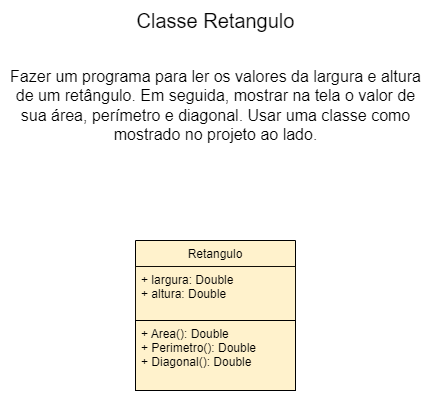 Classe Retangulo
Fazer um programa para ler os valores da largura e altura
de um retângulo. Em seguida, mostrar na tela o valor de
sua área, perímetro e diagonal. Usar uma classe como
mostrado no projeto ao lado.
Retangulo
+ largura: Double
+ altura: Double
+ Area(): Double
+ Perimetro(): Double
+ Diagonal(): Double